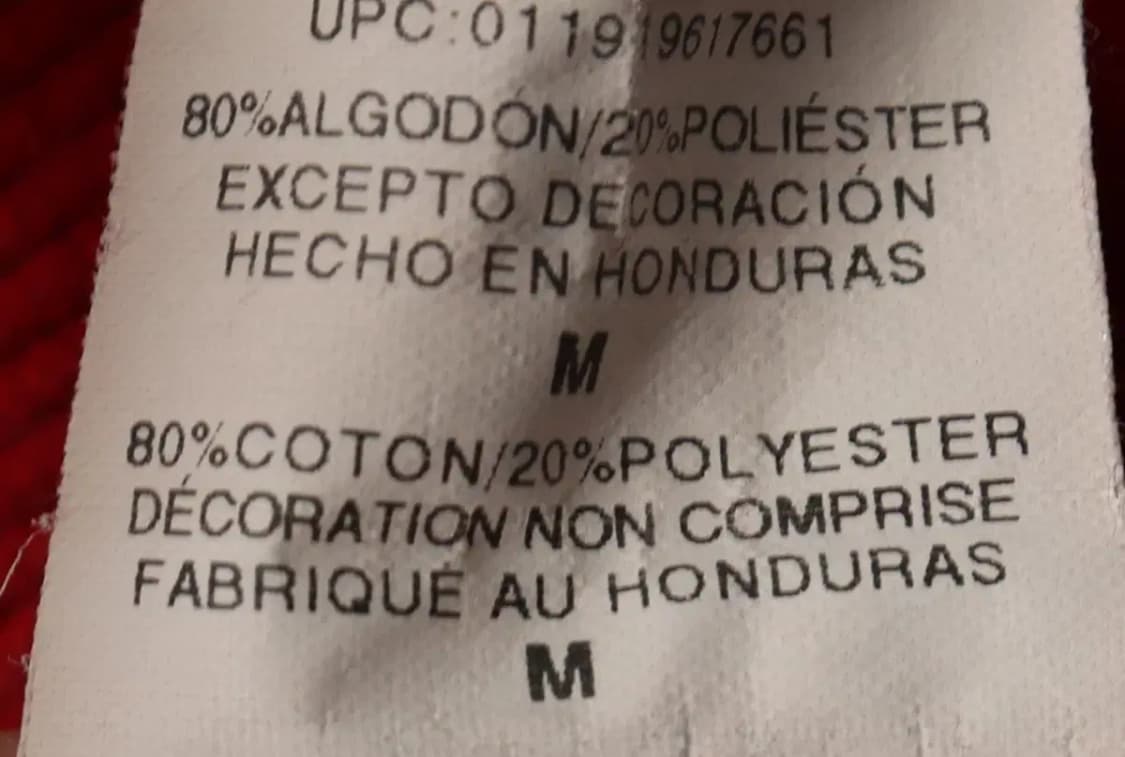 UPC:011919617661
80%ALGODÓN/20%POLIÉSTER
EXCEPTO DECORACIÓN
HECHO EN HONDURAS
M
80%COTON/20%POLYESTER
DÉCORATION NON COMPRISE
FABRIQUÉ AU HONDURAS
M